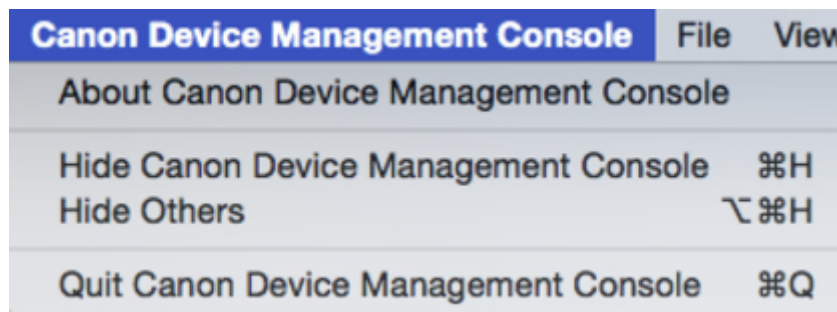 Canon Device Management Console File View
About Canon Device Management Console
Hide Canon Device Management Console ⌘H
Hide Others ⌥⌘H
Quit Canon Device Management Console ⌘Q